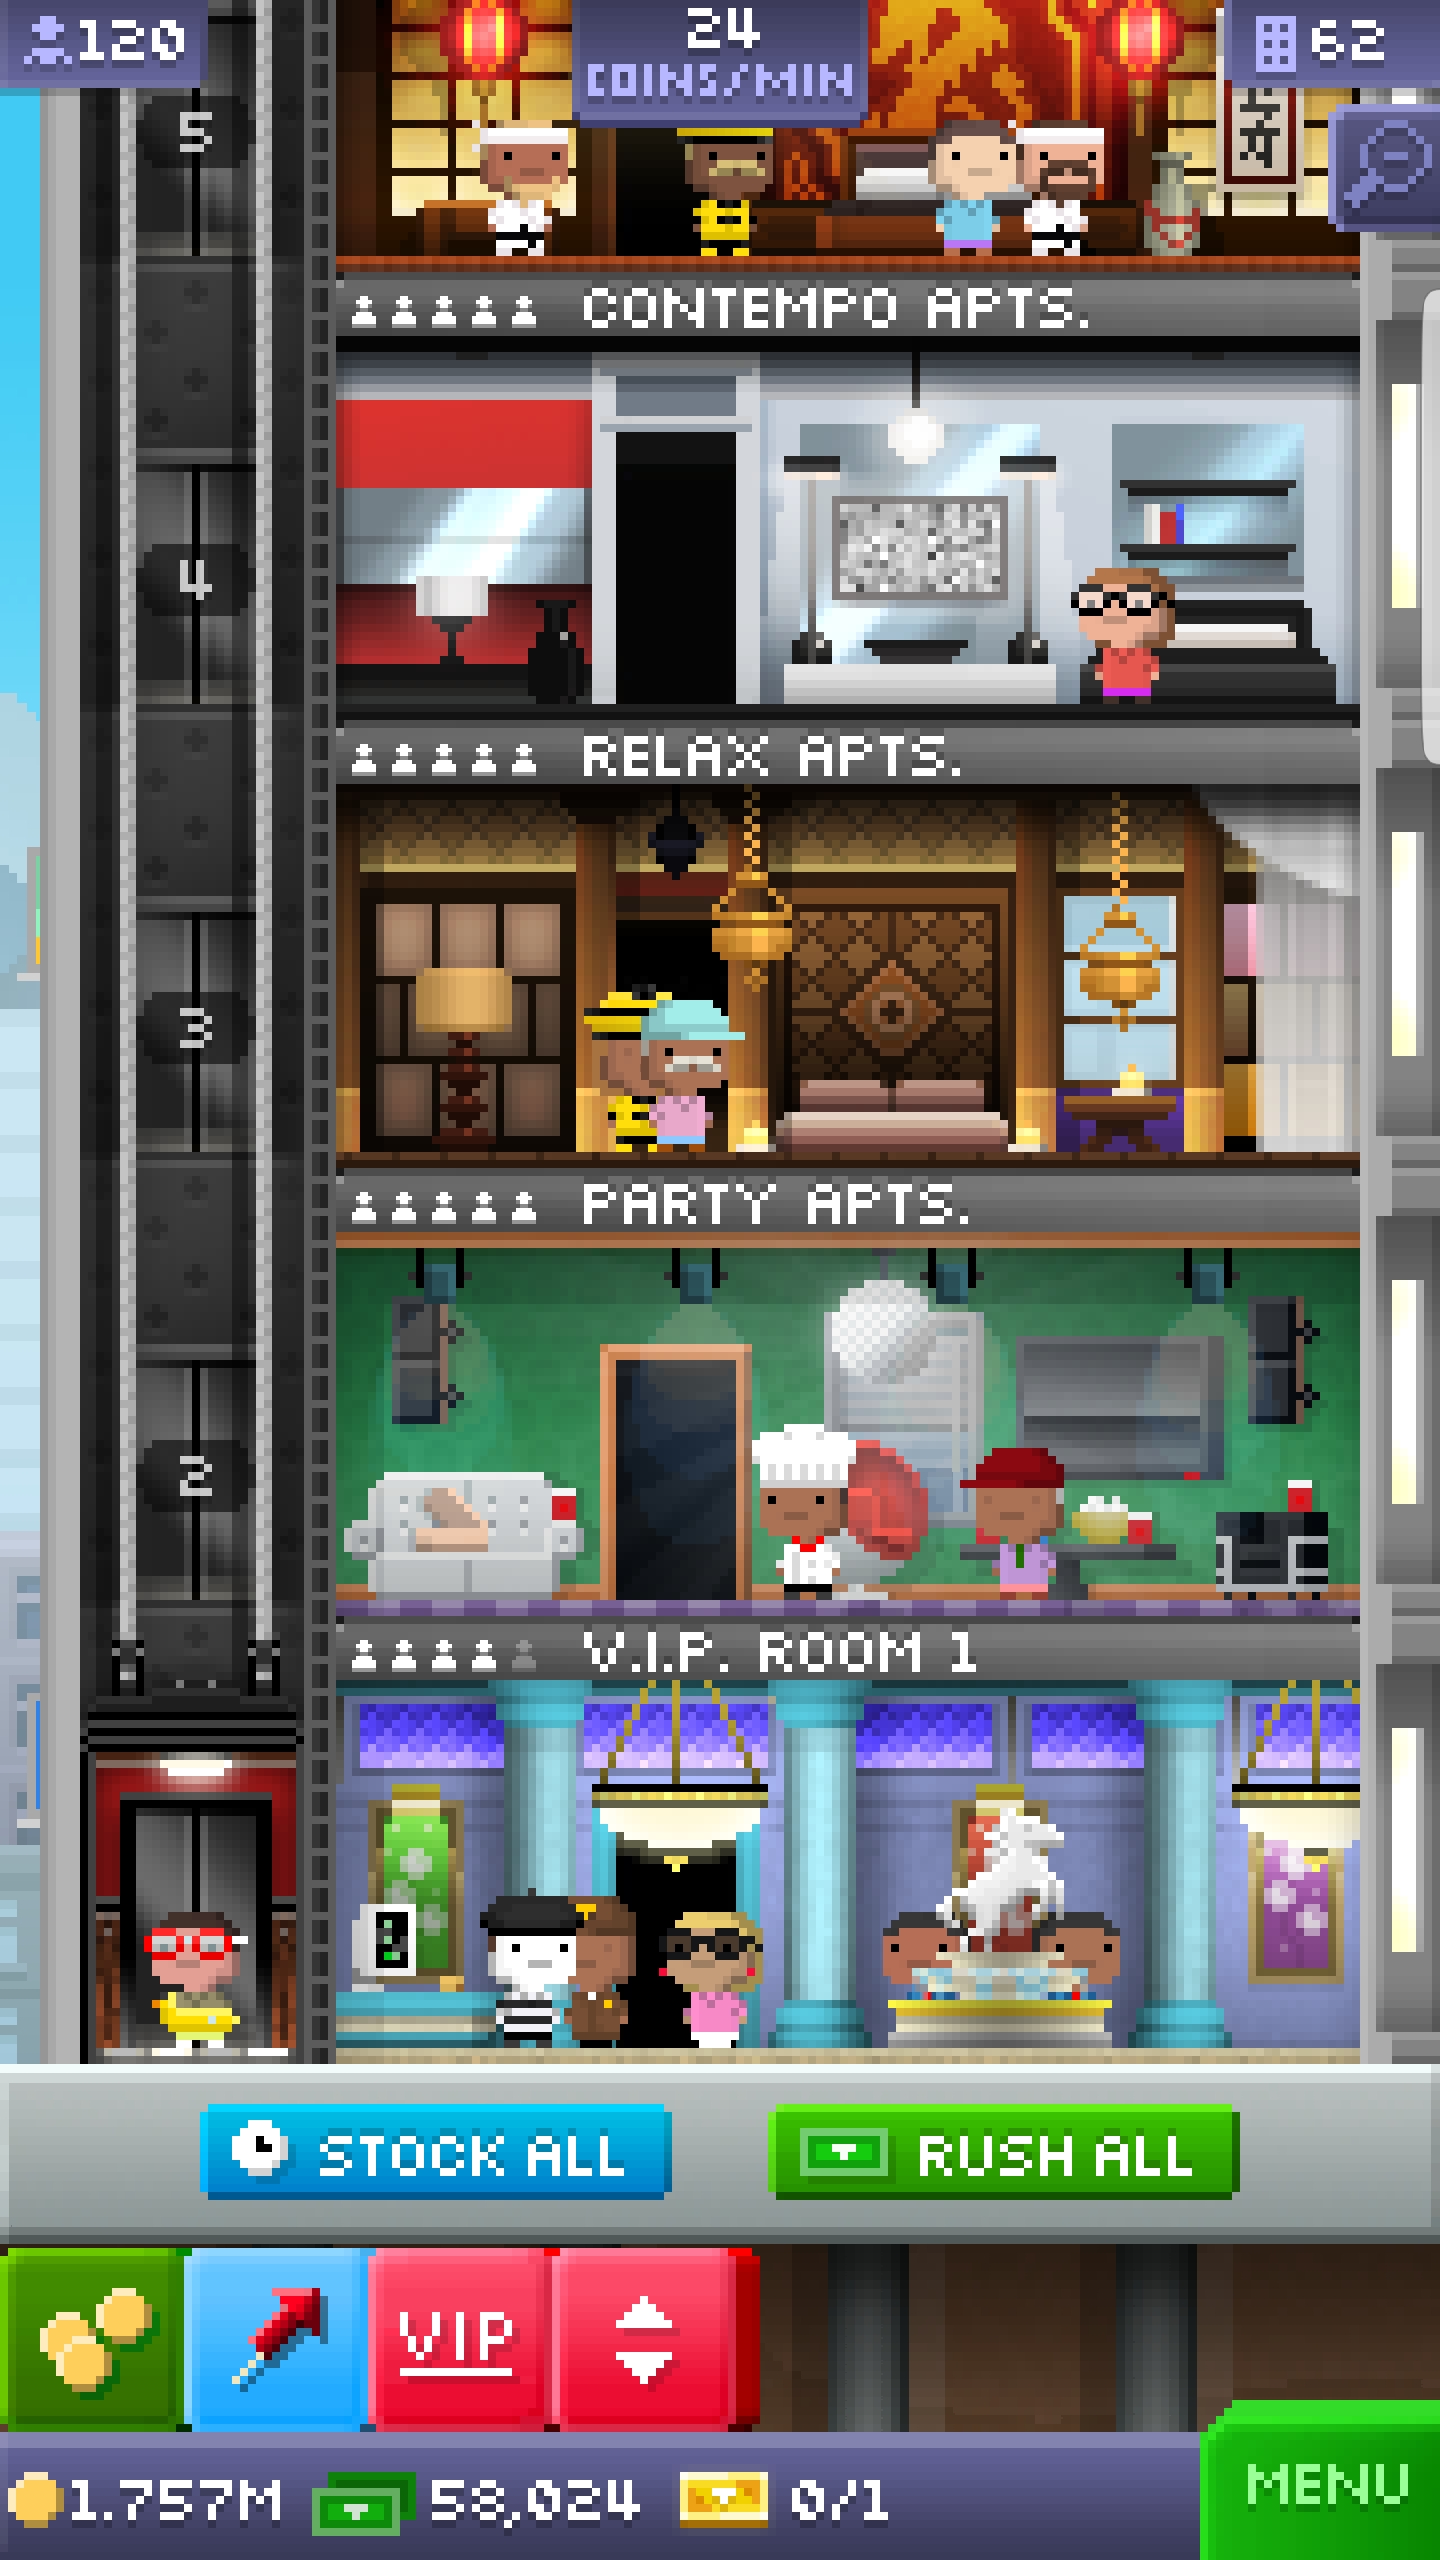 120
24
COINS/MIN
62
5
CONTEMPO APTS.
4
RELAX APTS.
3
PARTY APTS.
2
V.I.P. ROOM 1
STOCK ALL
RUSH ALL
VIP
1.757M
58,024
0/1
MENU